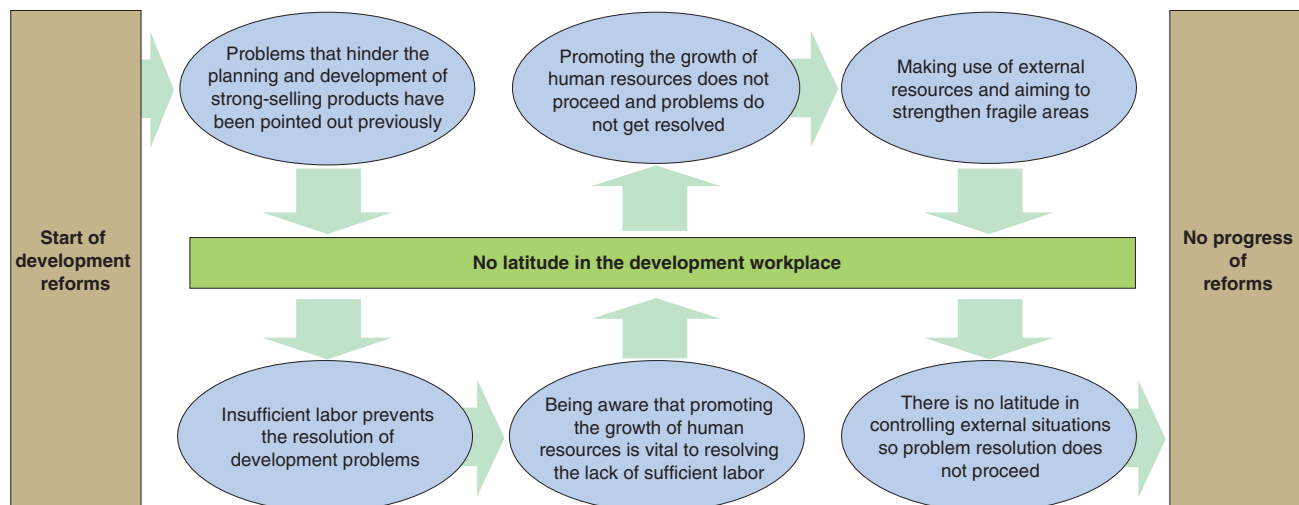 Problems that hinder the
planning and development of
strong-selling products have
been pointed out previously
Promoting the growth of
human resources does not
proceed and problems do
not get resolved
Making use of external
resources and aiming to
strengthen fragile areas
Start of
development
reforms
No latitude in the development workplace
No progress
of
reforms
Insufficient labor prevents
the resolution of
development problems
Being aware that promoting
the growth of human
resources is vital to resolving
the lack of sufficient labor
There is no latitude in
controlling external situations
so problem resolution does
not proceed